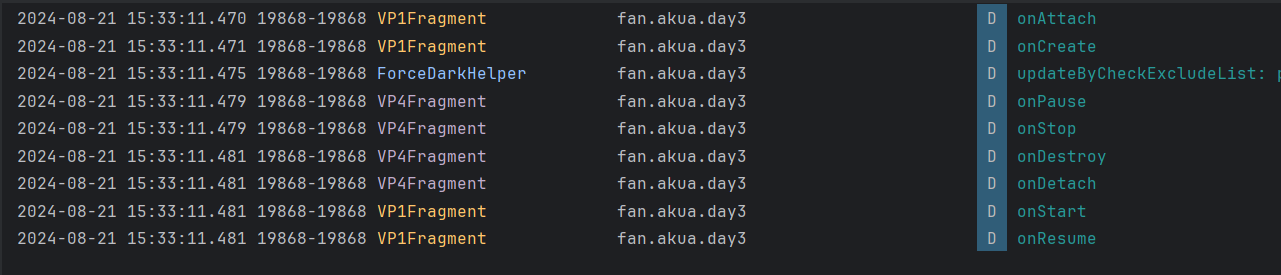 2024-08-21 15:33:11.470 19868-19868 VP1Fragment fan.akua.day3 D onAttach
2024-08-21 15:33:11.471 19868-19868 VP1Fragment fan.akua.day3 D onCreate
2024-08-21 15:33:11.475 19868-19868 ForceDarkHelper fan.akua.day3 D updateByCheckExcludeList: p
2024-08-21 15:33:11.479 19868-19868 VP4Fragment fan.akua.day3 D onPause
2024-08-21 15:33:11.479 19868-19868 VP4Fragment fan.akua.day3 D onStop
2024-08-21 15:33:11.481 19868-19868 VP4Fragment fan.akua.day3 D onDestroy
2024-08-21 15:33:11.481 19868-19868 VP4Fragment fan.akua.day3 D onDetach
2024-08-21 15:33:11.481 19868-19868 VP1Fragment fan.akua.day3 D onStart
2024-08-21 15:33:11.481 19868-19868 VP1Fragment fan.akua.day3 D onResume